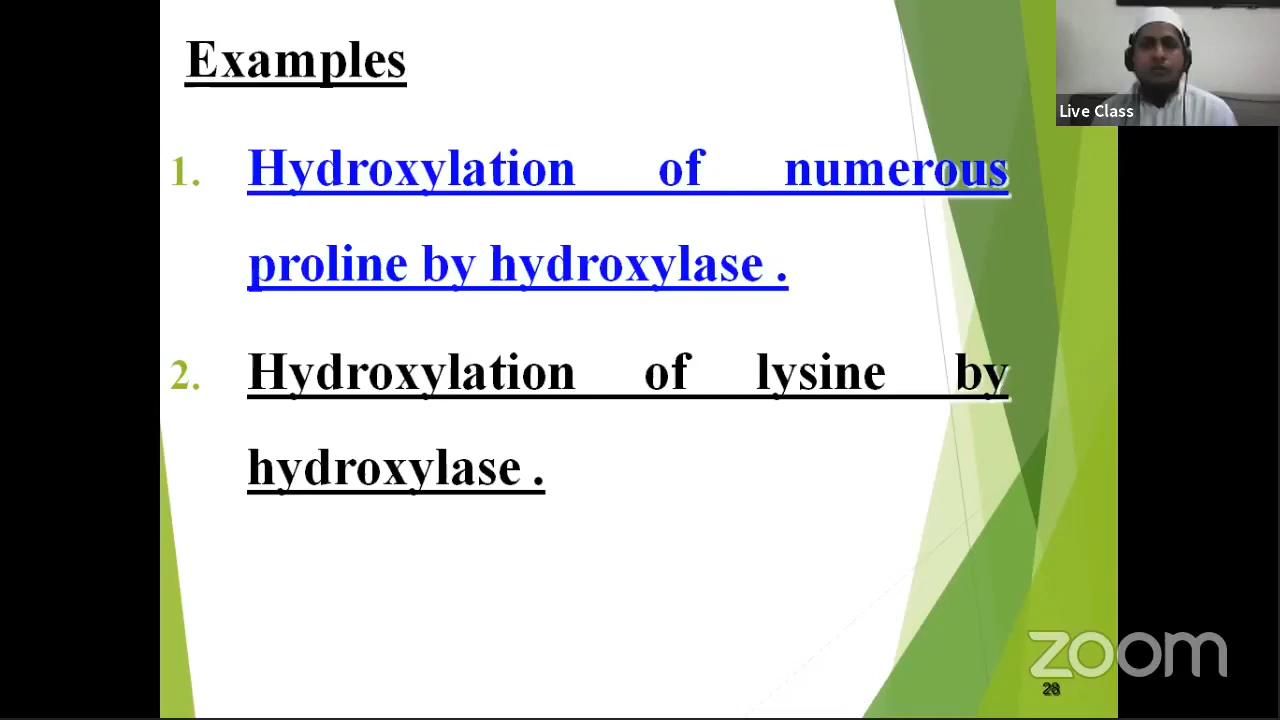 Examples
Live Class
1. Hydroxylation of numerous
proline by hydroxylase .
2. Hydroxylation of lysine by
hydroxylase .
zoom
28